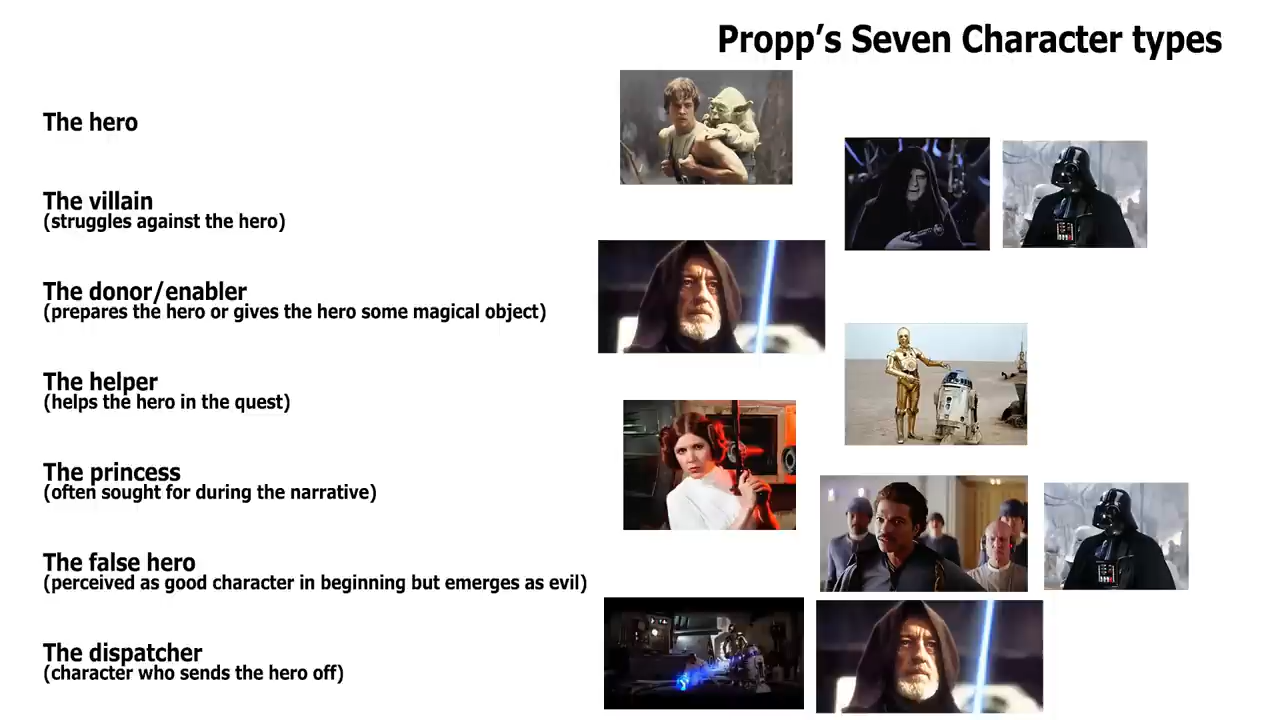 Propp’s Seven Character types
The hero
The villain
(struggles against the hero)
The donor/enabler
(prepares the hero or gives the hero some magical object)
The helper
(helps the hero in the quest)
The princess
(often sought for during the narrative)
The false hero
(perceived as good character in beginning but emerges as evil)
The dispatcher
(character who sends the hero off)